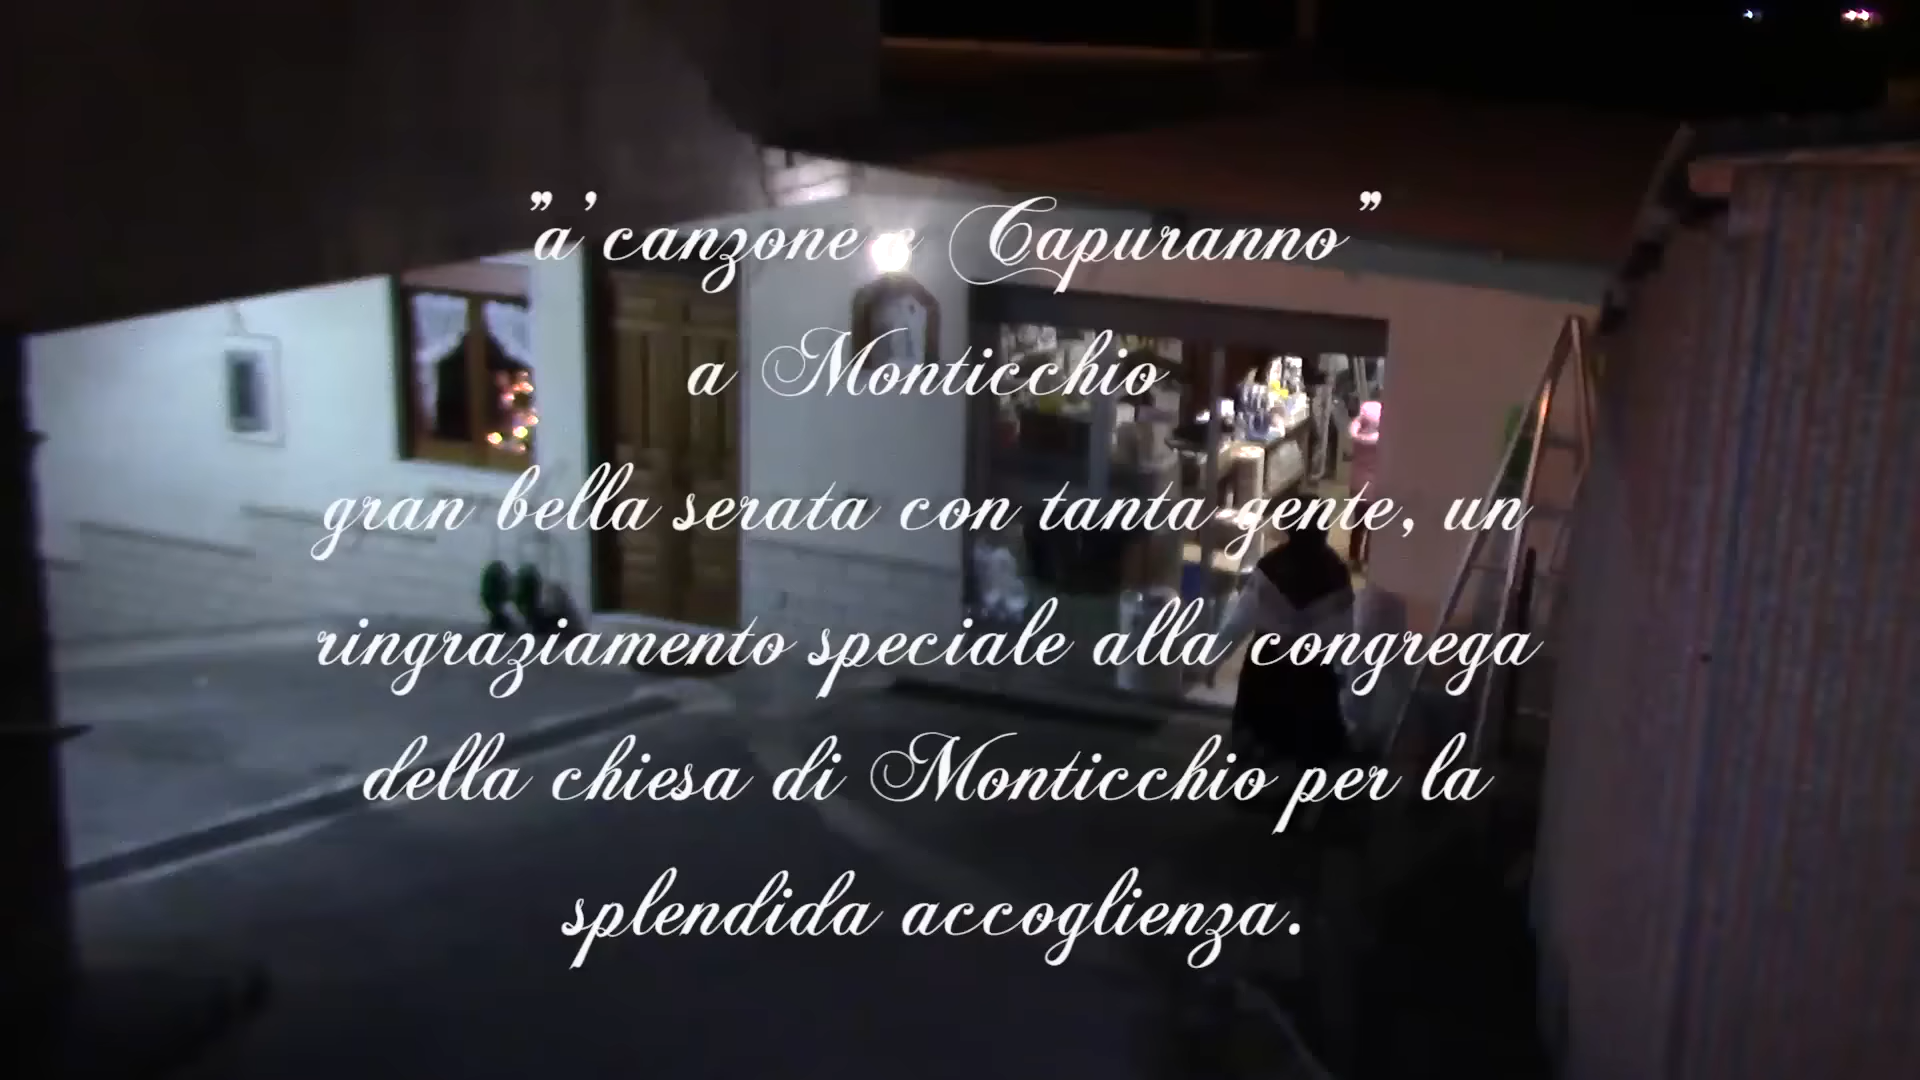 "a'canzone e Capuranno"
a Monticchio
gran bella serata con tanta gente, un
ringraziamento speciale alla congrega
della chiesa di Monticchio per la
splendida accoglienza.